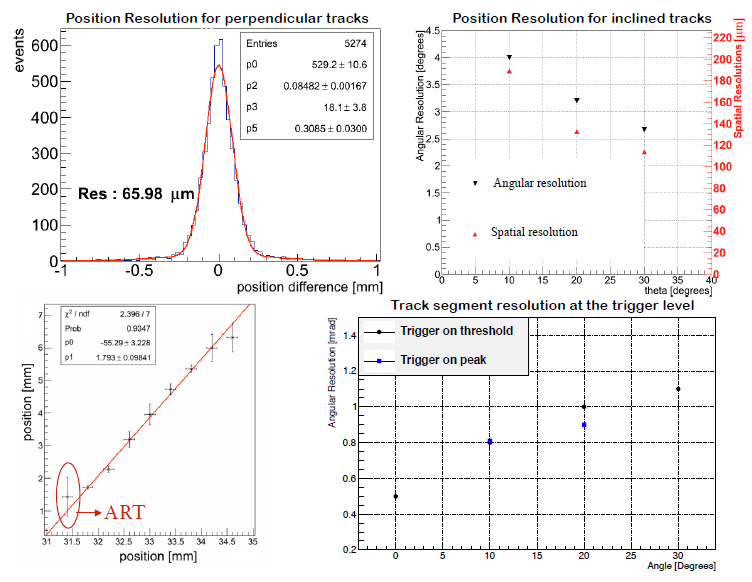 Position Resolution for perpendicular tracks
events
600
500
400
300
200
100
0
Entries 5274
p0 529.2 ± 10.6
p2 0.08482 ± 0.00167
p3 18.1 ± 3.8
p5 0.3085 ± 0.0300
Res : 65.98 μm
-1 -0.5 0 0.5 1
position difference [mm]
Position Resolution for inclined tracks
Angular Resolution [degrees]
4.5
4
3.5
3
2.5
2
1.5
1
0.5
0
Spatial Resolutions [μm]
220
200
180
160
140
120
100
80
60
40
20
0
Angular resolution
Spatial resolution
0 5 10 15 20 25 30 35 40
theta [degrees]
position [mm]
7
6
5
4
3
2
1
χ² / ndf 2.396 / 7
Prob 0.9347
p0 -55.29 ± 3.228
p1 1.793 ± 0.09841
ART
31 31.5 32 32.5 33 33.5 34 34.5 35
position [mm]
Track segment resolution at the trigger level
Angular Resolution [mrad]
1.4
1.2
1
0.8
0.6
0.4
0.2
Trigger on threshold
Trigger on peak
0 5 10 15 20 25 30
Angle [Degrees]